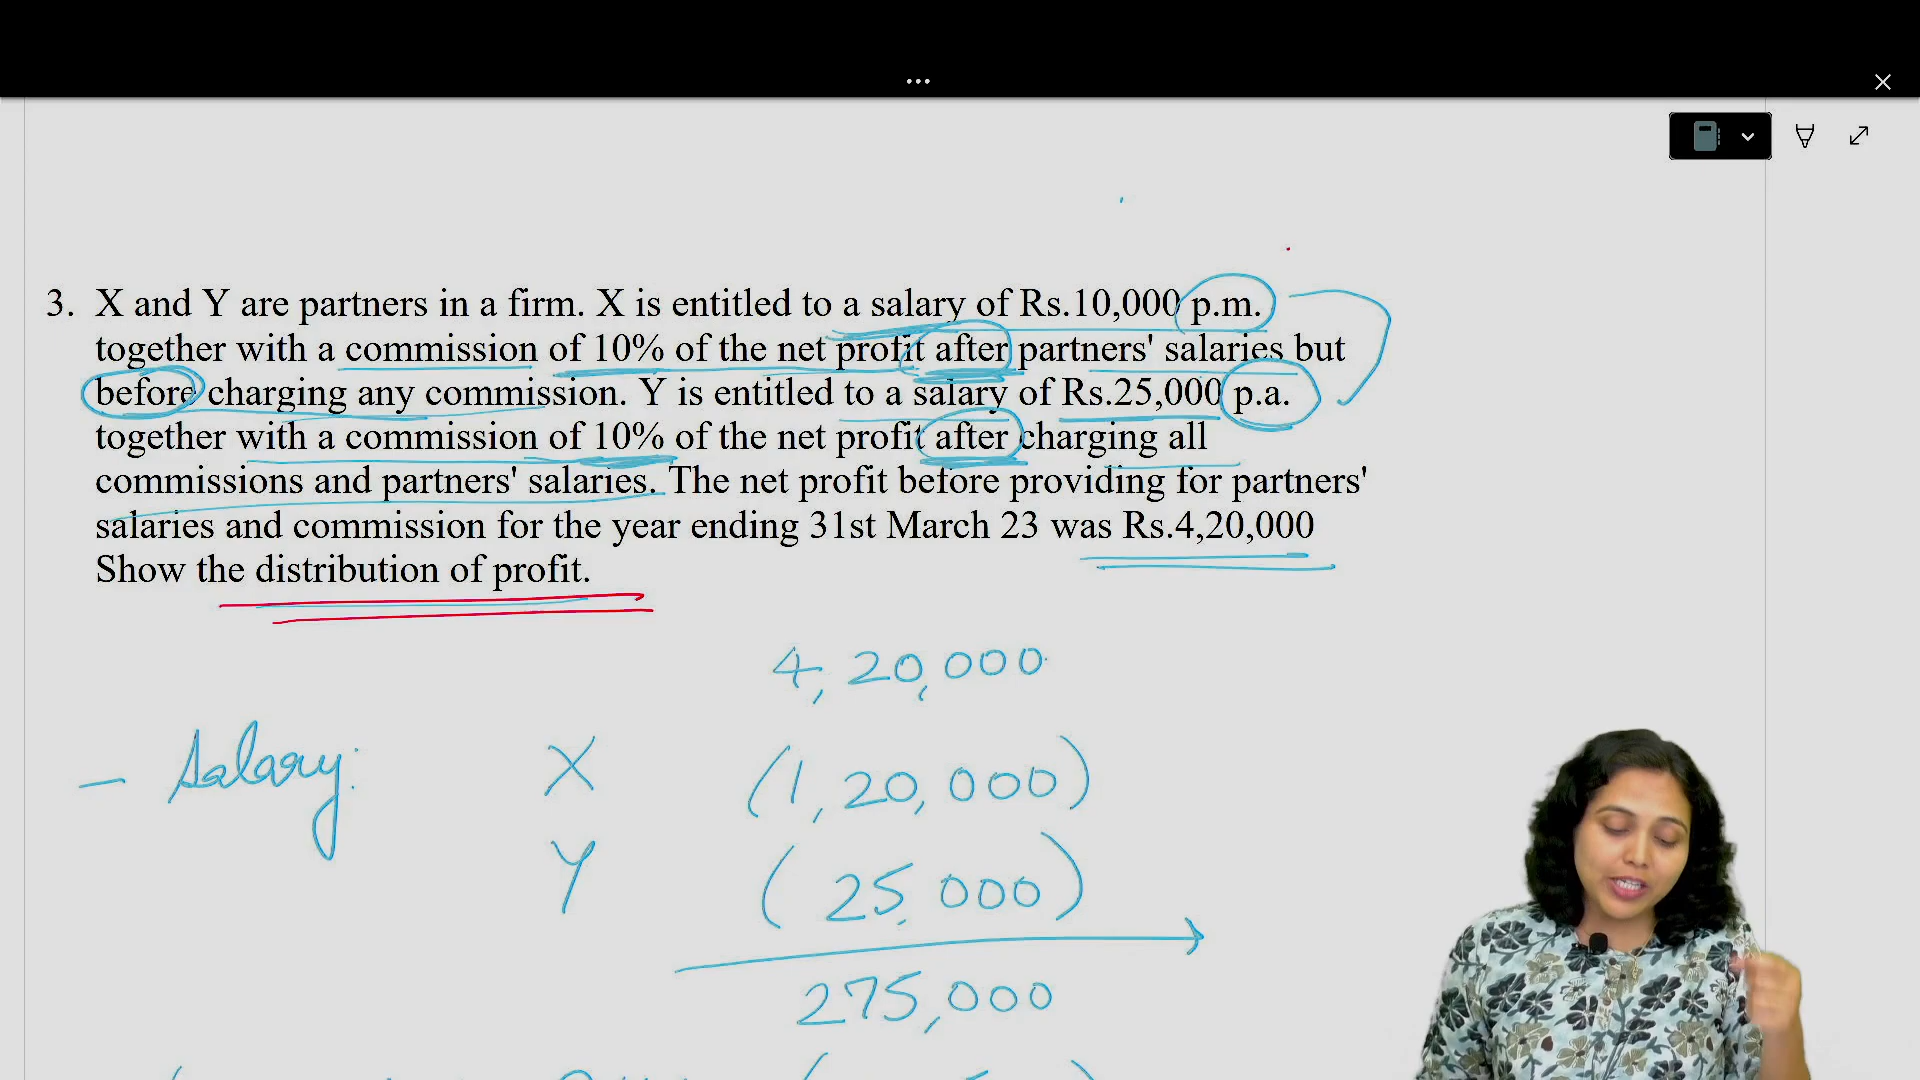 3. X and Y are partners in a firm. X is entitled to a salary of Rs.10,000 p.m.
together with a commission of 10% of the net profit after partners' salaries but
before charging any commission. Y is entitled to a salary of Rs.25,000 p.a.
together with a commission of 10% of the net profit after charging all
commissions and partners' salaries. The net profit before providing for partners'
salaries and commission for the year ending 31st March 23 was Rs.4,20,000
Show the distribution of profit.
4,20,000
- Salary: X (1,20,000)
Y (25,000)
275,000